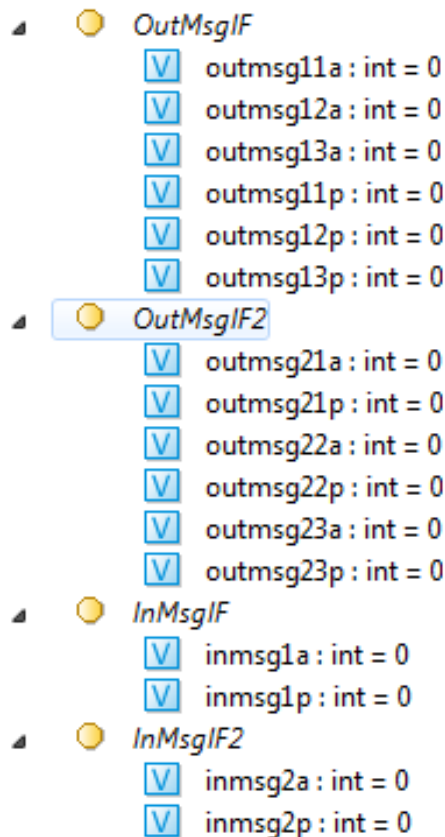 OutMsgIF
V outmsg11a : int = 0
V outmsg12a : int = 0
V outmsg13a : int = 0
V outmsg11p : int = 0
V outmsg12p : int = 0
V outmsg13p : int = 0
OutMsgIF2
V outmsg21a : int = 0
V outmsg21p : int = 0
V outmsg22a : int = 0
V outmsg22p : int = 0
V outmsg23a : int = 0
V outmsg23p : int = 0
InMsgIF
V inmsg1a : int = 0
V inmsg1p : int = 0
InMsgIF2
V inmsg2a : int = 0
V inmsg2p : int = 0